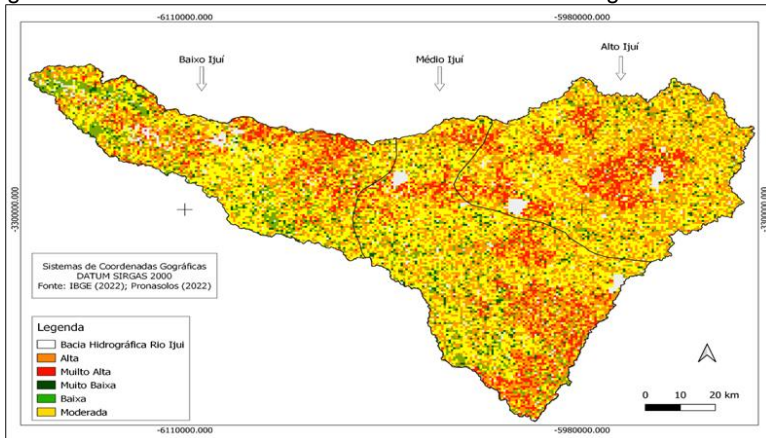 -6110000.000 -5980000.000
Alto Ijuí
Baixo Ijuí Médio Ijuí
-3300000.000 -3300000.000
Sistemas de Coordenadas Gográficas
DATUM SIRGAS 2000
Fonte: IBGE (2022); Pronasolos (2022)
Legenda
Bacia Hidrográfica Rio Ijui
Alta
Muilto Alta
Muito Baixa
Baixa
Moderada
0 10 20 km
-6110000.000 -5980000.000